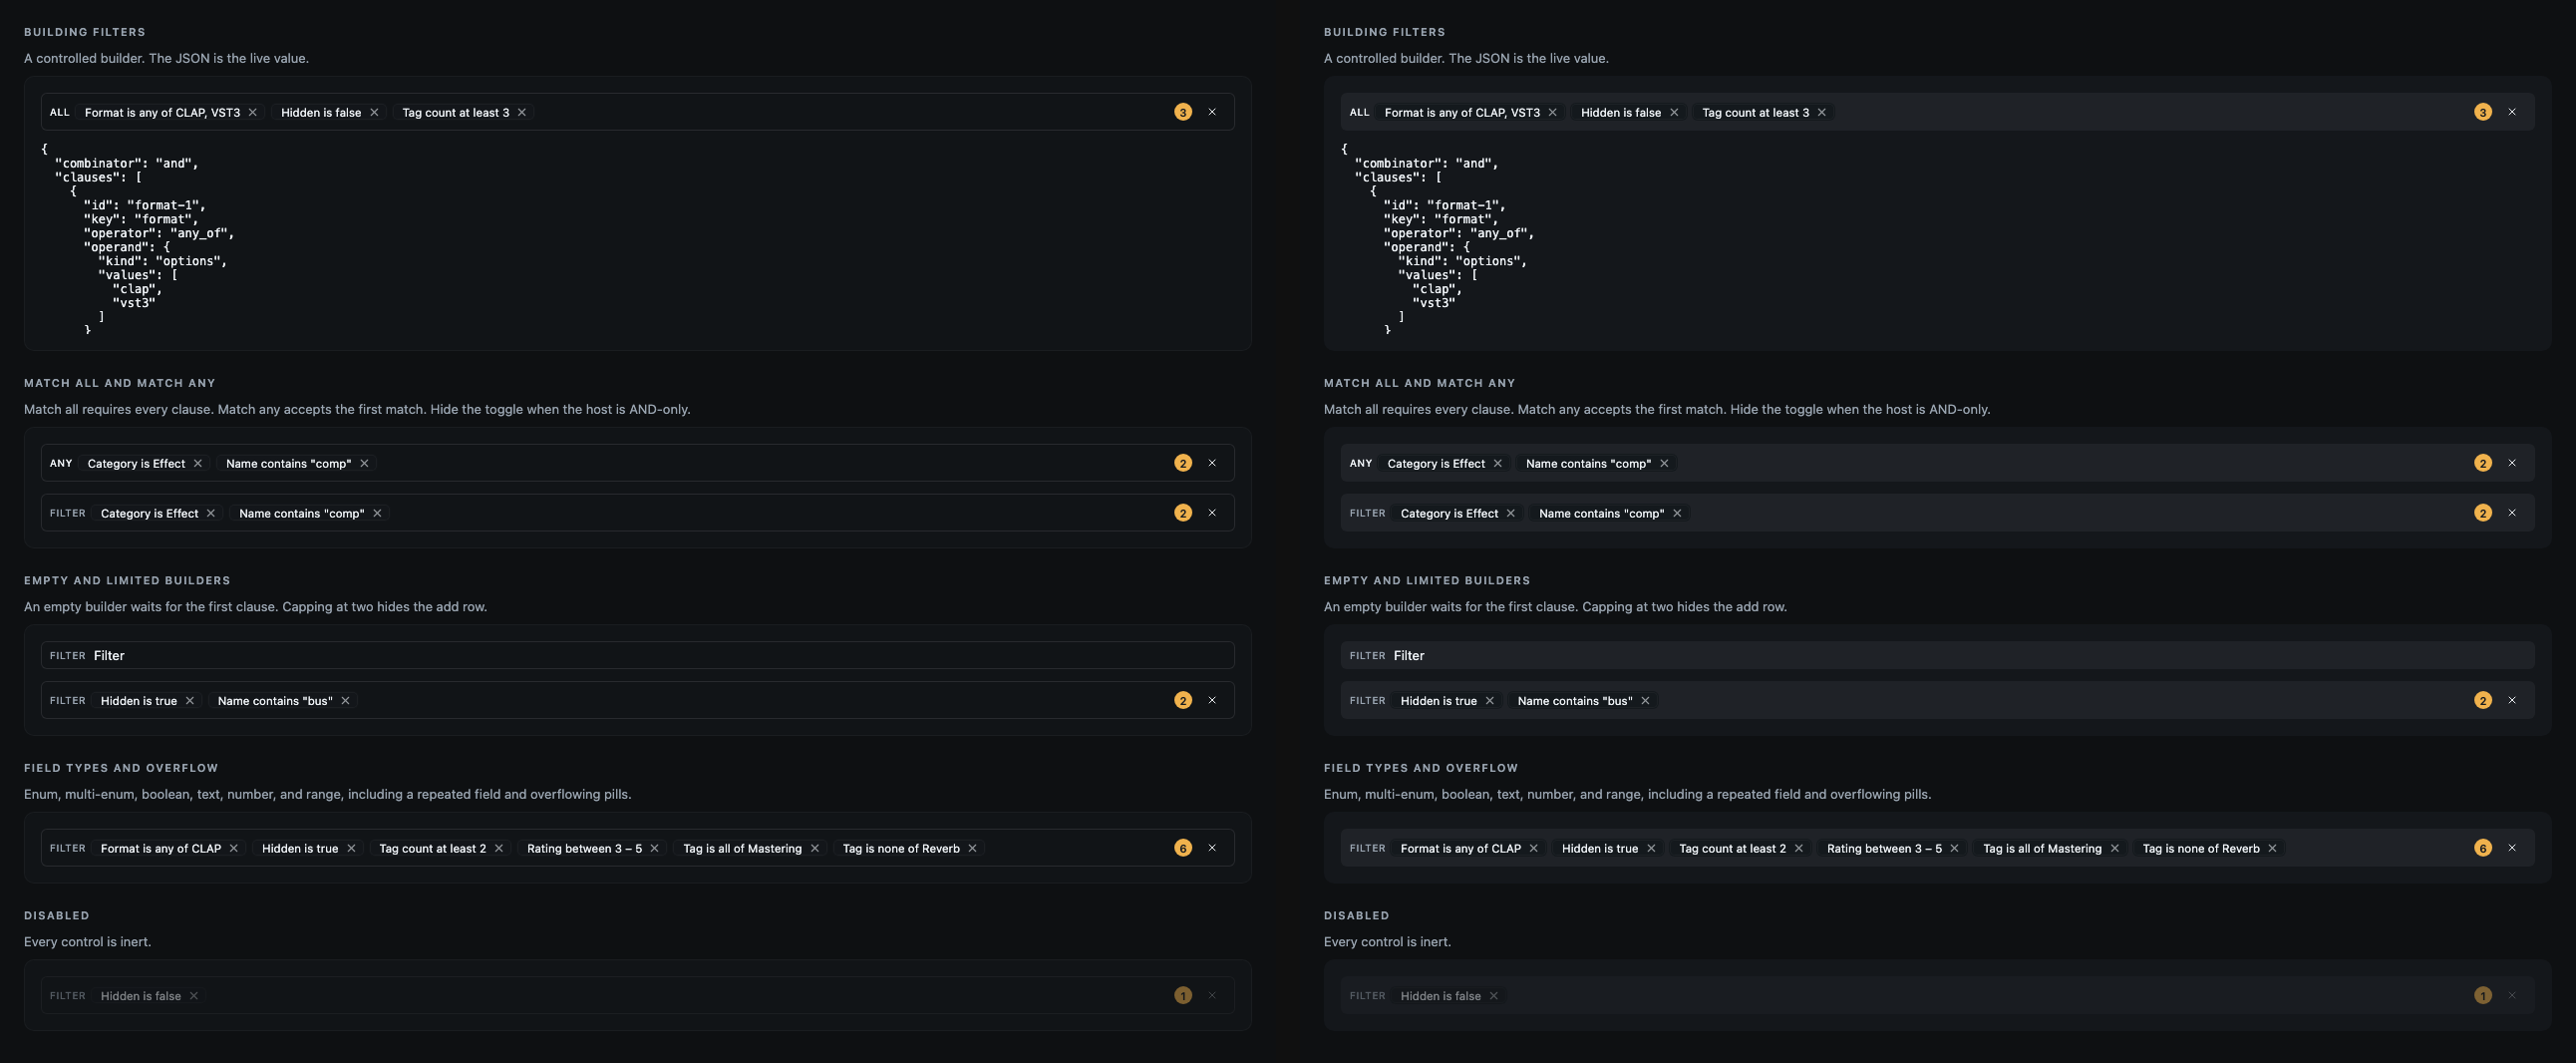 BUILDING FILTERS
A controlled builder. The JSON is the live value.
ALL Format is any of CLAP, VST3 × Hidden is false × Tag count at least 3 × 3 ×
{
"combinator": "and",
"clauses": [
{
"id": "format-1",
"key": "format",
"operator": "any_of",
"operand": {
"kind": "options",
"values": [
"clap",
"vst3"
]
}
MATCH ALL AND MATCH ANY
Match all requires every clause. Match any accepts the first match. Hide the toggle when the host is AND-only.
ANY Category is Effect × Name contains "comp" × 2 ×
FILTER Category is Effect × Name contains "comp" × 2 ×
EMPTY AND LIMITED BUILDERS
An empty builder waits for the first clause. Capping at two hides the add row.
FILTER Filter
FILTER Hidden is true × Name contains "bus" × 2 ×
FIELD TYPES AND OVERFLOW
Enum, multi-enum, boolean, text, number, and range, including a repeated field and overflowing pills.
FILTER Format is any of CLAP × Hidden is true × Tag count at least 2 × Rating between 3 – 5 × Tag is all of Mastering × Tag is none of Reverb × 6 ×
DISABLED
Every control is inert.
FILTER Hidden is false × 1 ×
BUILDING FILTERS
A controlled builder. The JSON is the live value.
ALL Format is any of CLAP, VST3 × Hidden is false × Tag count at least 3 × 3 ×
{
"combinator": "and",
"clauses": [
{
"id": "format-1",
"key": "format",
"operator": "any_of",
"operand": {
"kind": "options",
"values": [
"clap",
"vst3"
]
}
MATCH ALL AND MATCH ANY
Match all requires every clause. Match any accepts the first match. Hide the toggle when the host is AND-only.
ANY Category is Effect × Name contains "comp" × 2 ×
FILTER Category is Effect × Name contains "comp" × 2 ×
EMPTY AND LIMITED BUILDERS
An empty builder waits for the first clause. Capping at two hides the add row.
FILTER Filter
FILTER Hidden is true × Name contains "bus" × 2 ×
FIELD TYPES AND OVERFLOW
Enum, multi-enum, boolean, text, number, and range, including a repeated field and overflowing pills.
FILTER Format is any of CLAP × Hidden is true × Tag count at least 2 × Rating between 3 – 5 × Tag is all of Mastering × Tag is none of Reverb × 6 ×
DISABLED
Every control is inert.
FILTER Hidden is false × 1 ×